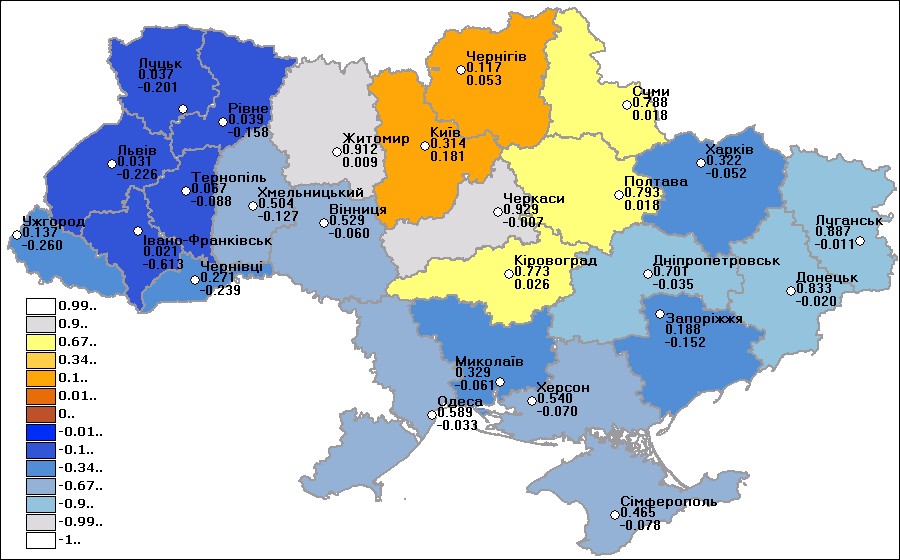 Луцьк
0.037
-0.201
Рівне
0.039
-0.158
Житомир
0.912
0.009
Чернігів
0.117
0.053
Київ
0.314
0.181
Суми
0.788
0.018
Харків
0.322
-0.052
Львів
0.031
-0.226
Тернопіль
0.067
-0.088
Хмельницький
0.504
-0.127
Вінниця
0.529
-0.060
Черкаси
0.929
-0.007
Полтава
0.793
0.018
Луганськ
0.887
-0.011
Ужгород
0.137
-0.260
Івано-Франківськ
0.021
-0.613
Чернівці
0.271
-0.239
Кіровоград
0.773
0.026
Дніпропетровськ
0.701
-0.035
Донецьк
0.833
-0.020
Запоріжжя
0.188
-0.152
Миколаїв
0.329
-0.061
Херсон
0.540
-0.070
Одеса
0.589
-0.033
Сімферополь
0.465
-0.078
0.99..
0.9..
0.67..
0.34..
0.1..
0.01..
0..
-0.01..
-0.1..
-0.34..
-0.67..
-0.9..
-0.99..
-1..